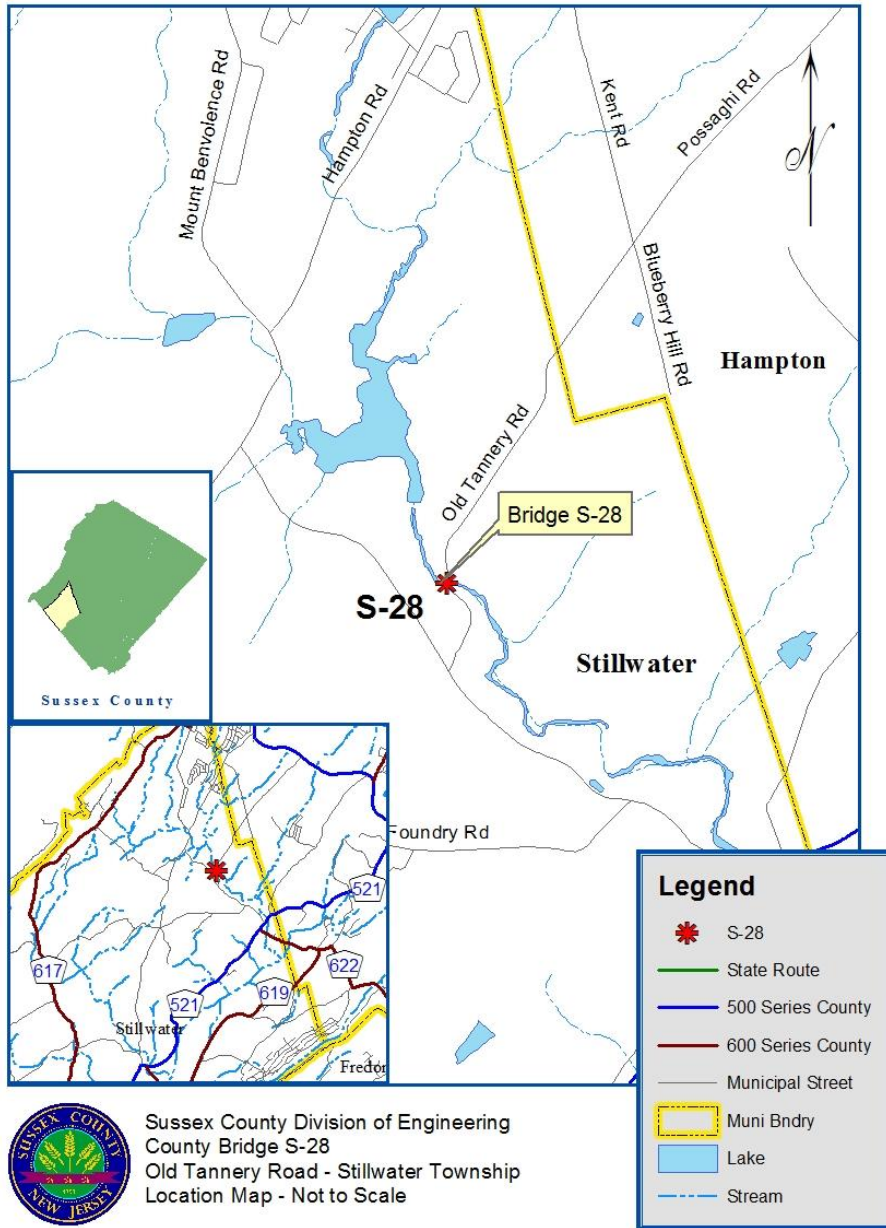 Mount Benvolence Rd
Hampton Rd
Kent Rd
Possaghi Rd
N
Blueberry Hill Rd
Hampton
Old Tannery Rd
Bridge S-28
S-28
Stillwater
Sussex County
Foundry Rd
521
617
622
619
521
Stillwater
Fredon
Legend
S-28
State Route
500 Series County
600 Series County
Municipal Street
Muni Bndry
Lake
Stream
SUSSEX COUNTY
NEW JERSEY
Sussex County Division of Engineering
County Bridge S-28
Old Tannery Road - Stillwater Township
Location Map - Not to Scale